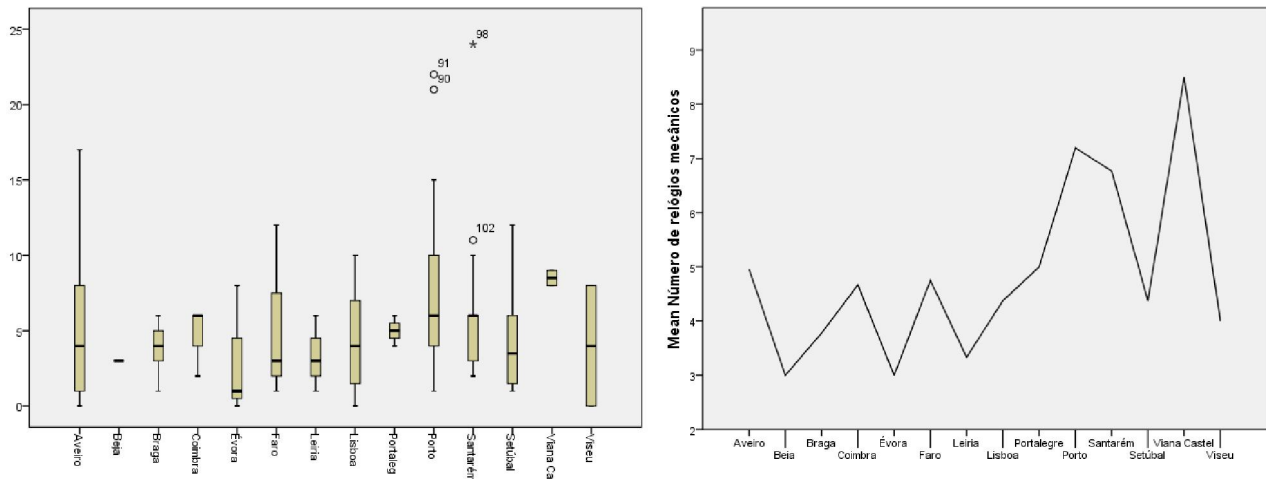 25
20
15
10
5
0
98
91
90
102
Aveiro
Beja
Braga
Coimbra
Évora
Faro
Leiria
Lisboa
Portaleg
Porto
Santarém
Setúbal
Viana Ca
Viseu
Mean Número de relógios mecânicos
9
8
7
6
5
4
3
2
Aveiro
Beja
Braga
Coimbra
Évora
Faro
Leiria
Lisboa
Portalegre
Porto
Santarém
Setúbal
Viana Castel
Viseu